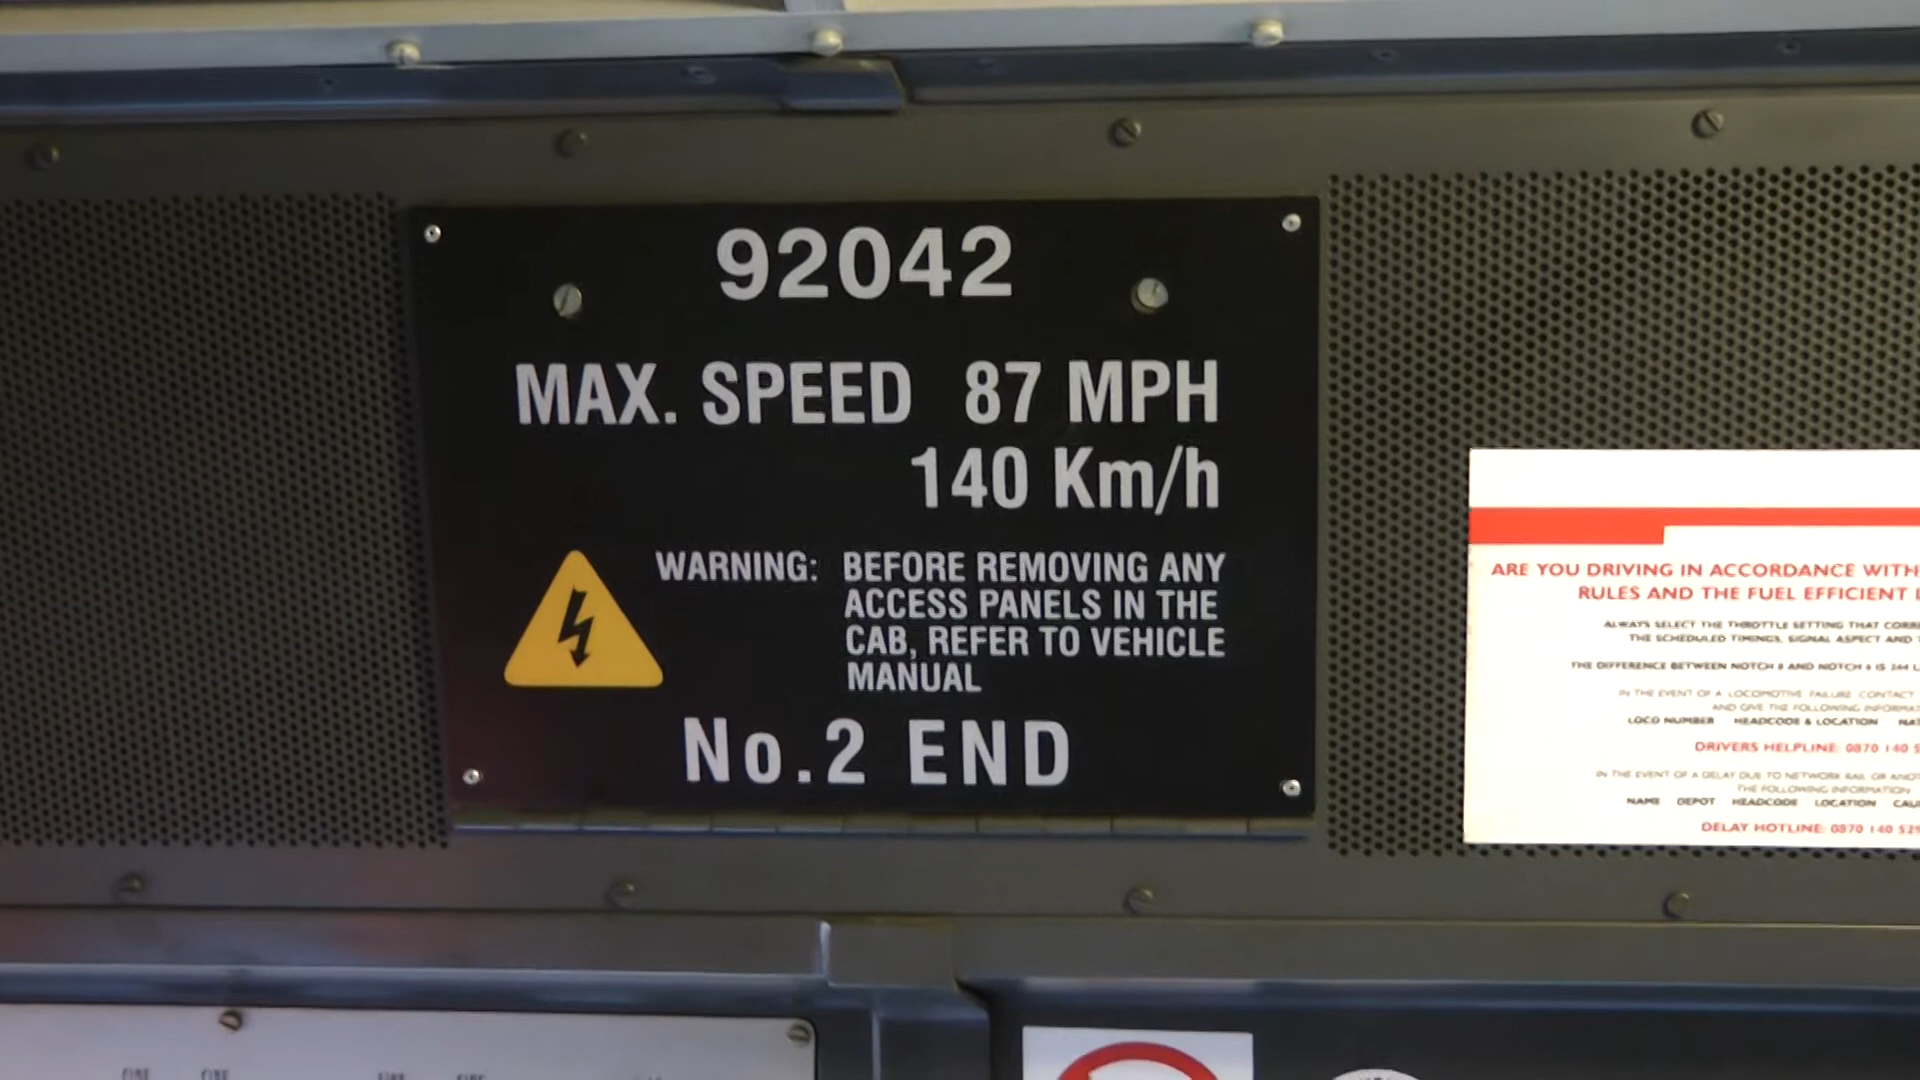 92042
MAX. SPEED 87 MPH
140 Km/h
WARNING: BEFORE REMOVING ANY
ACCESS PANELS IN THE
CAB, REFER TO VEHICLE
MANUAL
No.2 END
ARE YOU DRIVING IN ACCORDANCE WITH
RULES AND THE FUEL EFFICIENT
ALWAYS SELECT THE THROTTLE SETTING THAT
THE SCHEDULED TIMINGS, SIGNAL ASPECT AND
THE DIFFERENCE BETWEEN NOTCH 8 AND NOTCH 6 IS 244
IN THE EVENT OF A LOCOMOTIVE FAILURE CONTACT
AND GIVE THE FOLLOWING
LOCO NUMBER HEADCODE & LOCATION
DRIVERS HELPLINE: 0870 140
IN THE EVENT OF A DELAY DUE TO NETWORK RAIL OR
THE FOLLOWING INFORMATION
NAME DEPOT HEADCODE LOCATION
DELAY HOTLINE: 0870 140